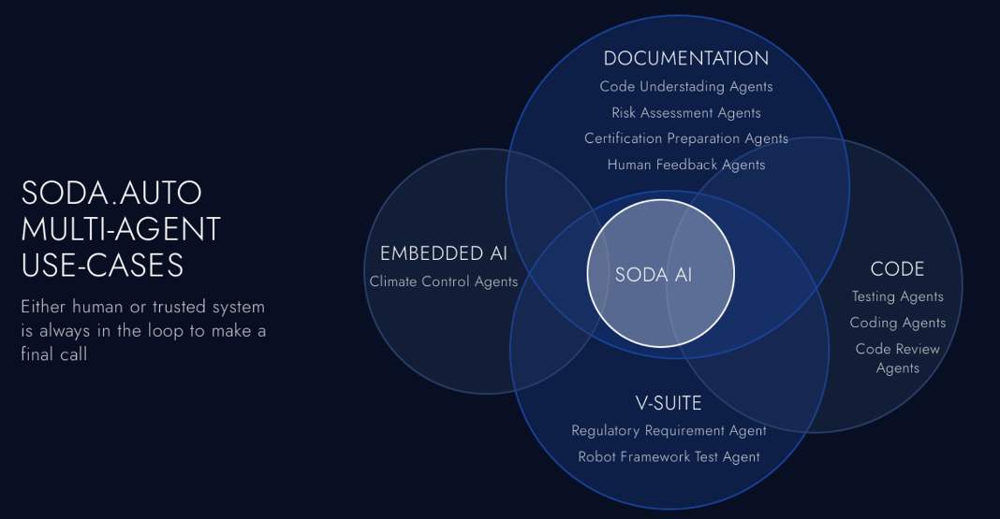 SODA.AUTO
MULTI-AGENT
USE-CASES
Either human or trusted system
is always in the loop to make a
final call
DOCUMENTATION
Code Understading Agents
Risk Assessment Agents
Certification Preparation Agents
Human Feedback Agents
EMBEDDED AI
Climate Control Agents
SODA AI
CODE
Testing Agents
Coding Agents
Code Review
Agents
V-SUITE
Regulatory Requirement Agent
Robot Framework Test Agent